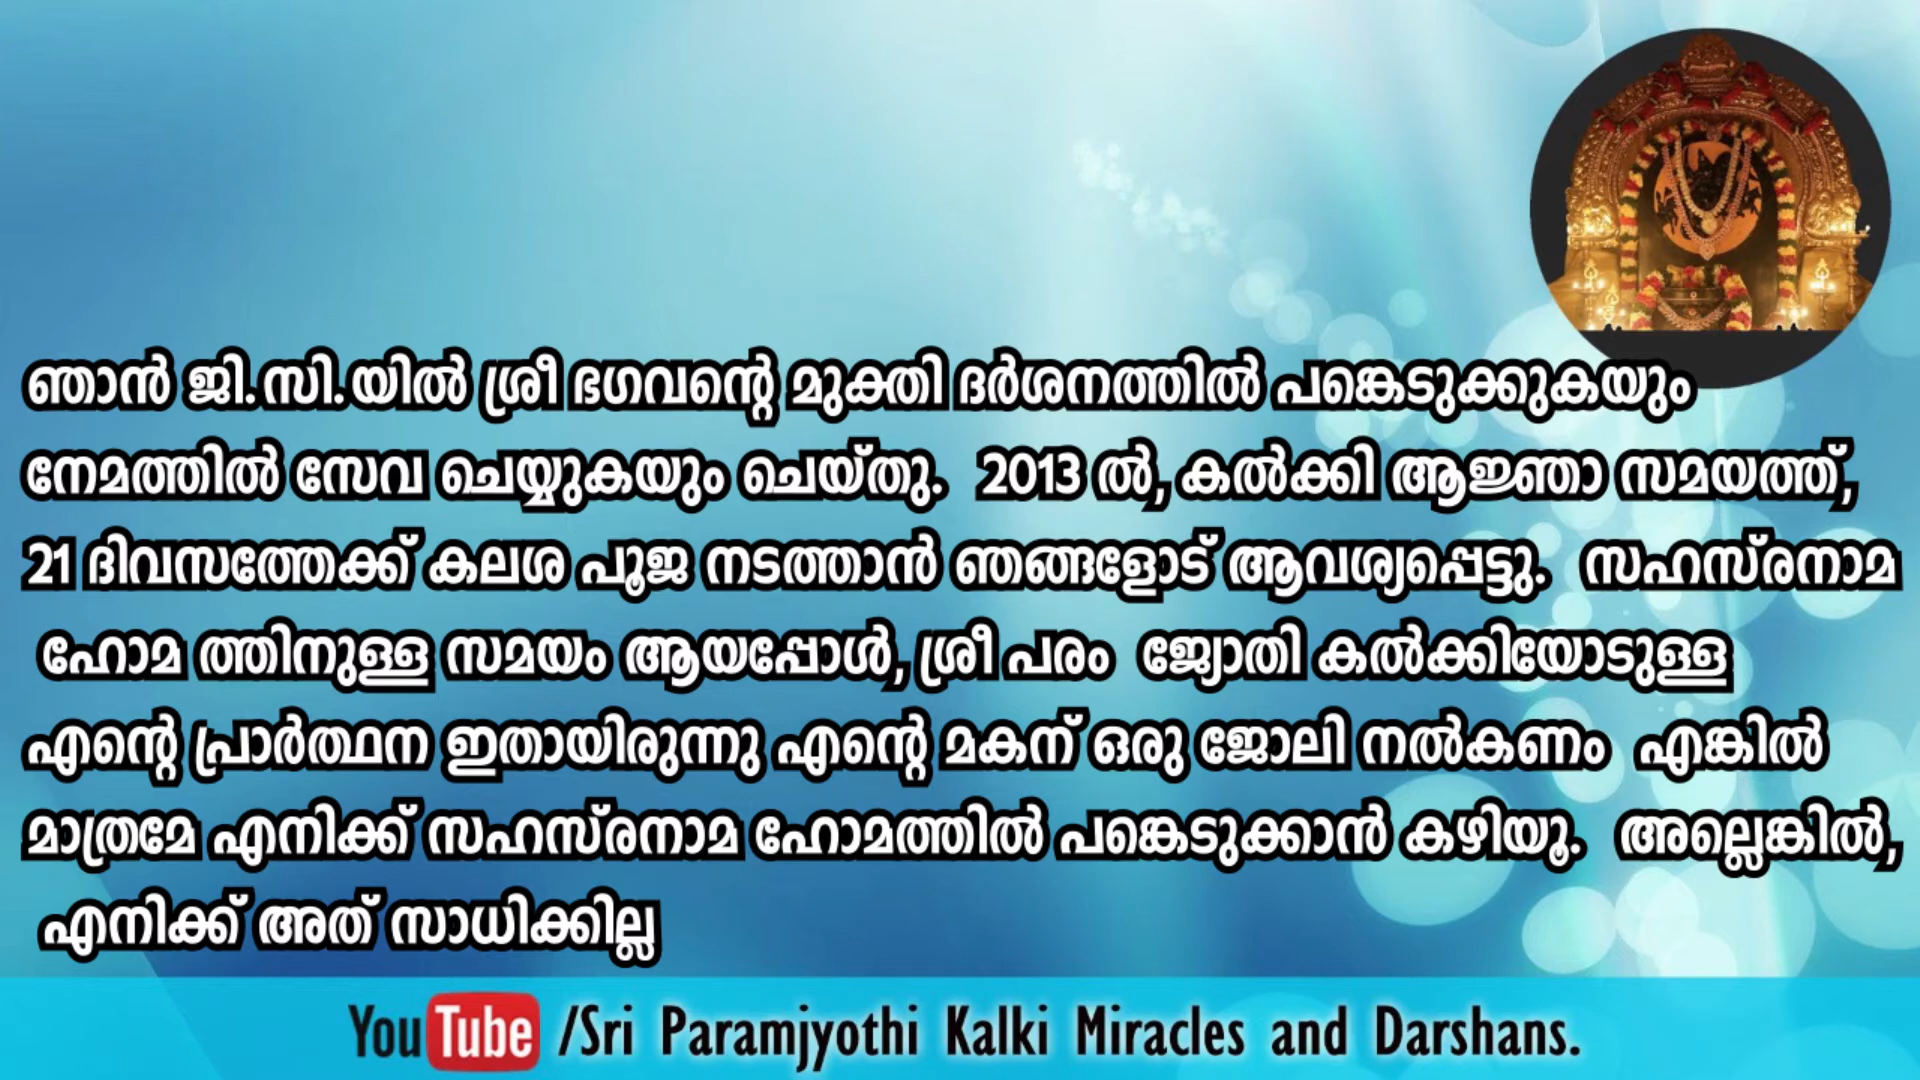 ഞാൻ ജി.സി.യിൽ ശ്രീ ഭഗവന്റെ മുക്തി ദർശനത്തിൽ പങ്കെടുക്കുകയും
നേമത്തിൽ സേവ ചെയ്യുകയും ചെയ്തു. 2013 ൽ, കൽക്കി ആജ്ഞാ സമയത്ത്,
21 ദിവസത്തേക്ക് കലശ പൂജ നടത്താൻ ഞങ്ങളോട് ആവശ്യപ്പെട്ടു. സഹസ്രനാമ
ഹോമ ത്തിനുള്ള സമയം ആയപ്പോൾ, ശ്രീ പരം ജ്യോതി കൽക്കിയോടുള്ള
എന്റെ പ്രാർത്ഥന ഇതായിരുന്നു എന്റെ മകന് ഒരു ജോലി നൽകണം എങ്കിൽ
മാത്രമേ എനിക്ക് സഹസ്രനാമ ഹോമത്തിൽ പങ്കെടുക്കാൻ കഴിയൂ. അല്ലെങ്കിൽ,
എനിക്ക് അത് സാധിക്കില്ല
YouTube /Sri Paramjyothi Kalki Miracles and Darshans.